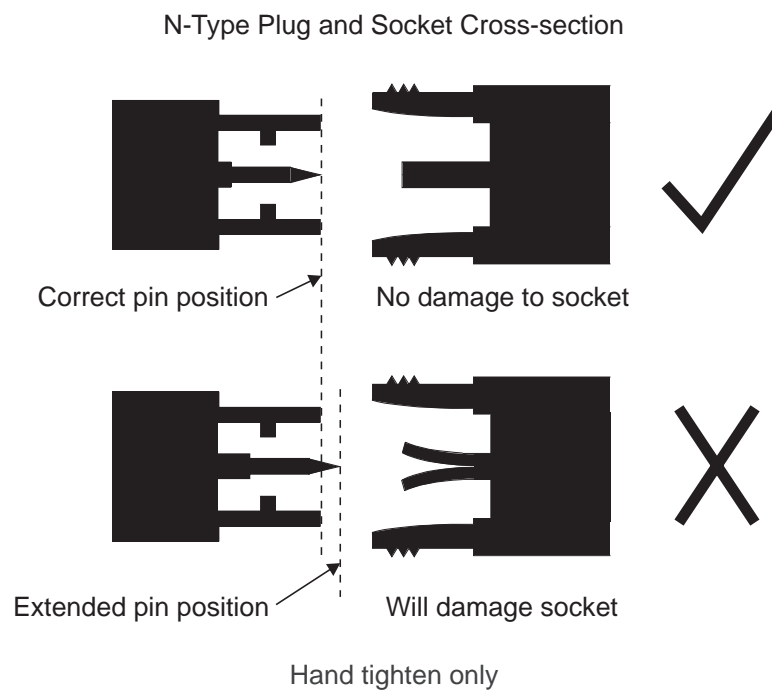 N-Type Plug and Socket Cross-section
Correct pin position
No damage to socket
Extended pin position
Will damage socket
Hand tighten only